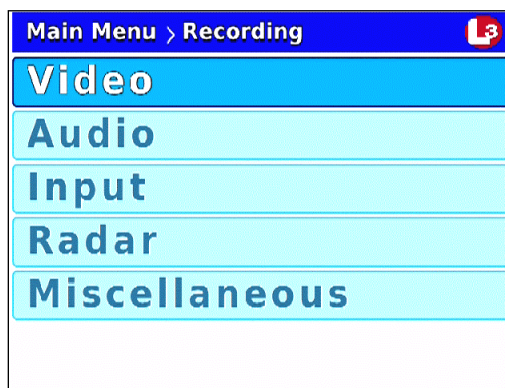 Main Menu > Recording L3
Video
Audio
Input
Radar
Miscellaneous